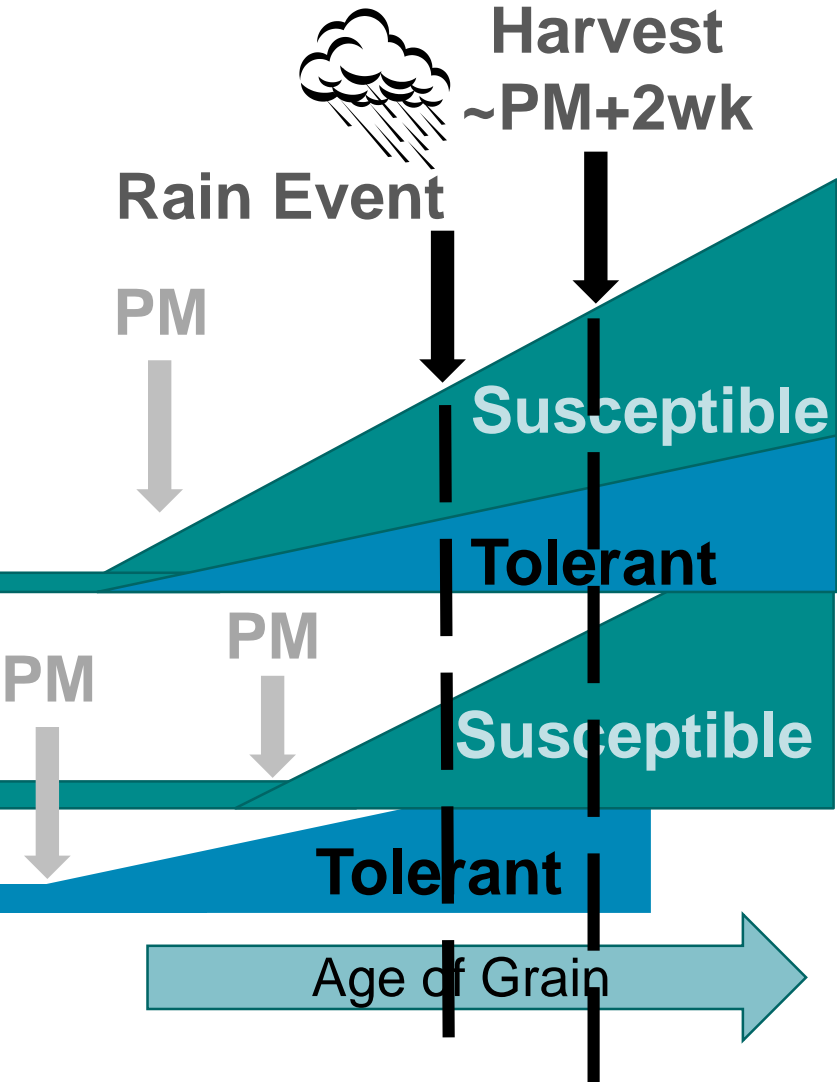 Harvest
~PM+2wk
Rain Event
PM
Susceptible
Tolerant
PM
PM
Susceptible
Tolerant
Age of Grain